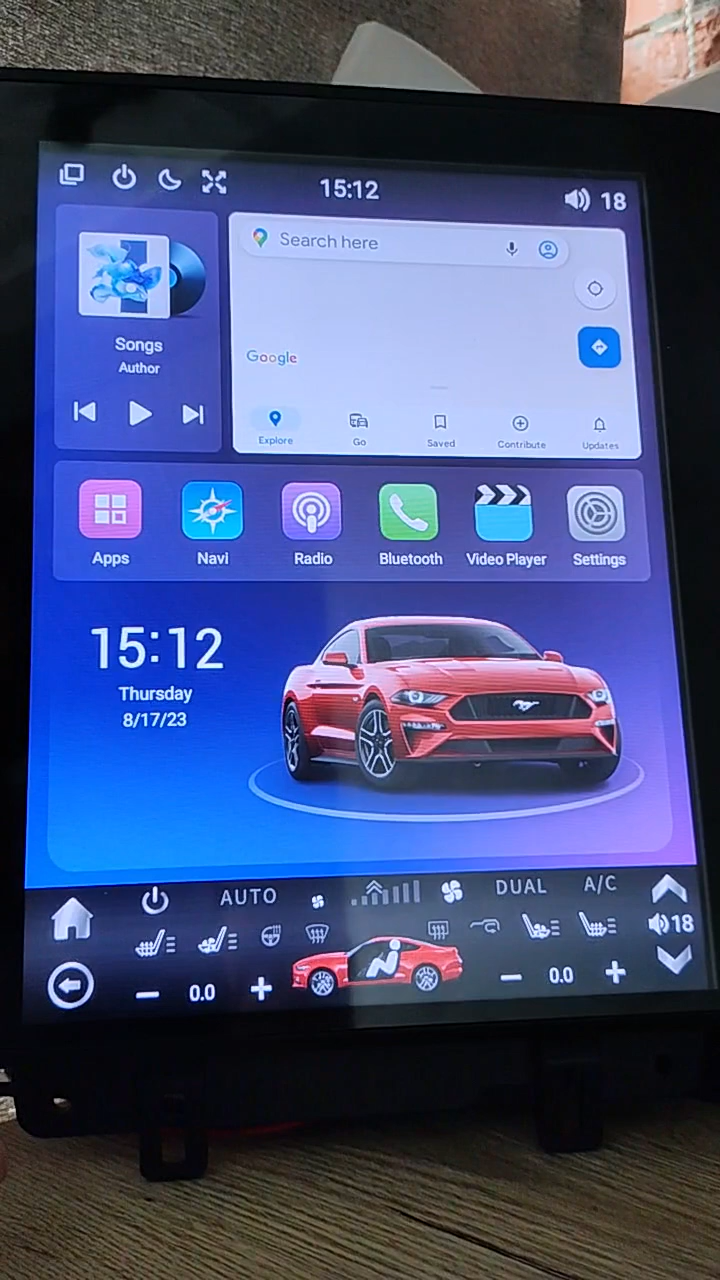 15:12
18
Search here
Songs
Author
Google
Explore
Go
Saved
Contribute
Updates
Apps
Navi
Radio
Bluetooth
Video Player
Settings
15:12
Thursday
8/17/23
AUTO
DUAL
A/C
18
0.0
0.0